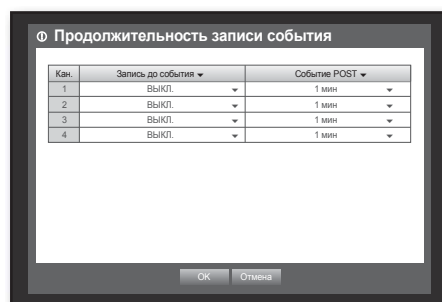 Продолжительность записи события
Кан. Запись до события Событие POST
1 ВЫКЛ. 1 мин
2 ВЫКЛ. 1 мин
3 ВЫКЛ. 1 мин
4 ВЫКЛ. 1 мин
OK Отмена